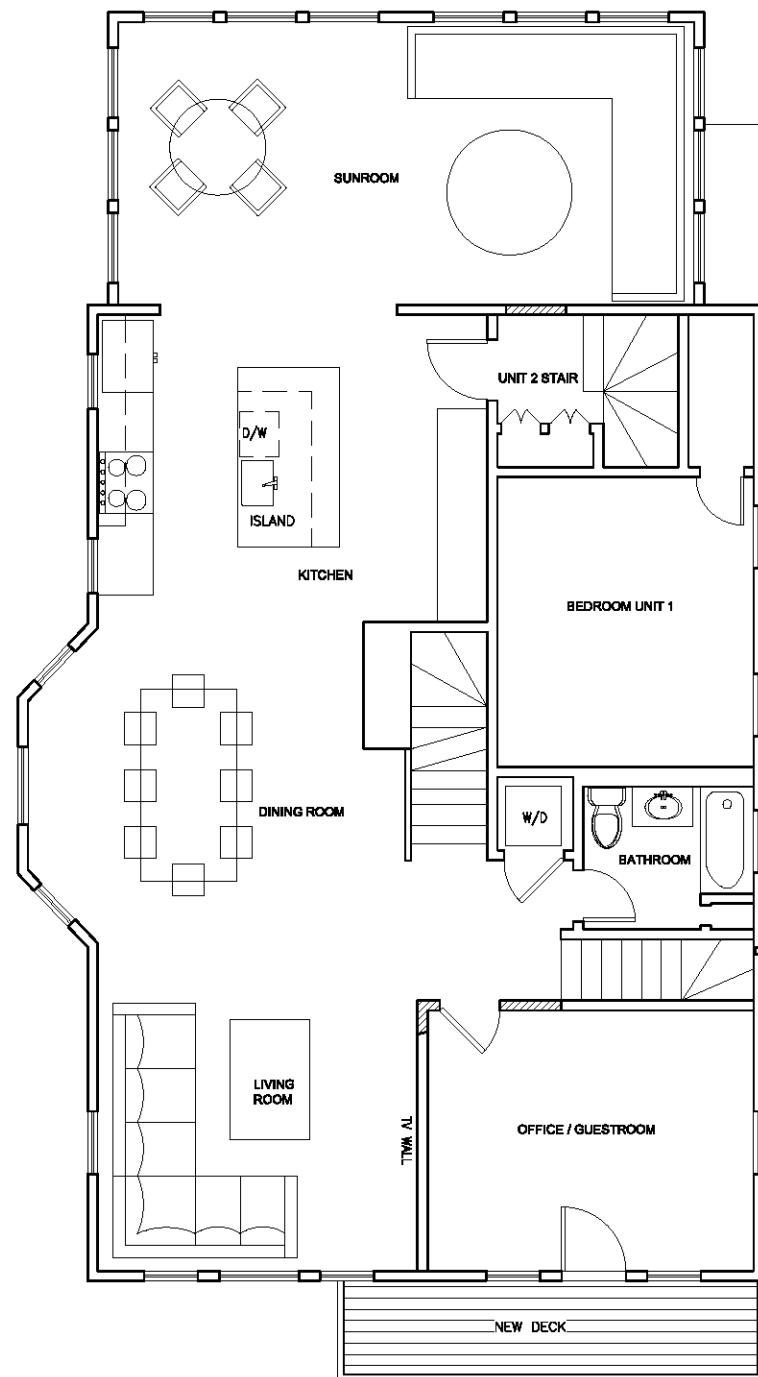 SUNROOM
UNIT 2 STAIR
D/W
ISLAND
KITCHEN
BEDROOM UNIT 1
DINING ROOM
W/D
BATHROOM
LIVING
ROOM
TV WALL
OFFICE / GUESTROOM
NEW DECK